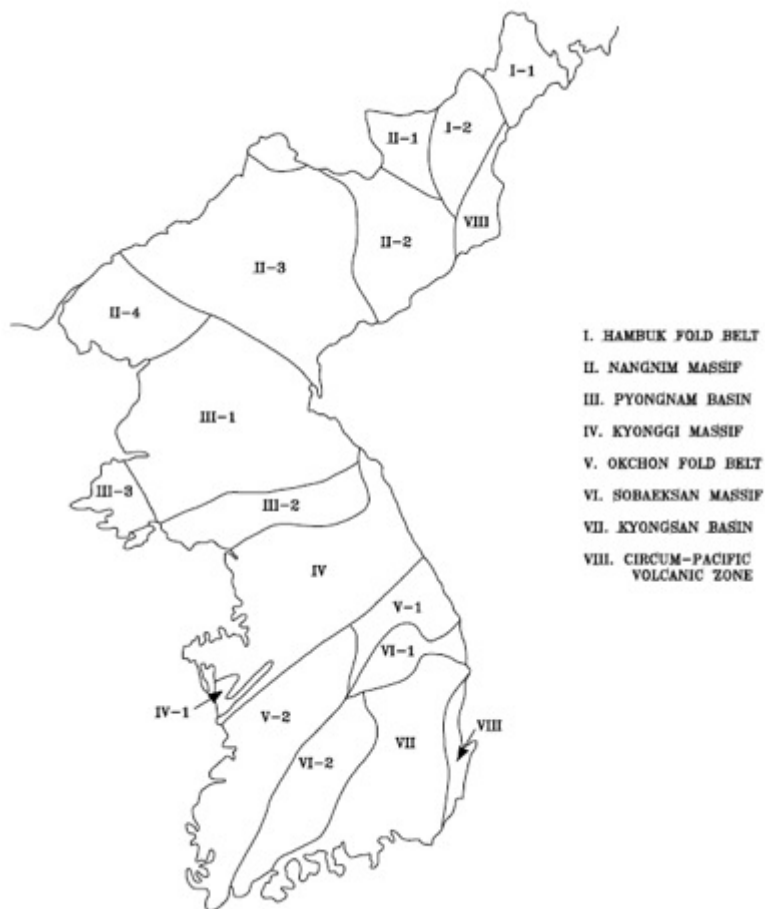 I-1
I-2
II-1
VIII
II-2
II-3
II-4
III-1
III-3
III-2
IV
V-1
VI-1
IV-1
V-2
VIII
VII
VI-2
I. HAMBUK FOLD BELT
II. NANGNIM MASSIF
III. PYONGNAM BASIN
IV. KYONGGI MASSIF
V. OKCHON FOLD BELT
VI. SOBAEKSAN MASSIF
VII. KYONGSAN BASIN
VIII. CIRCUM-PACIFIC
VOLCANIC ZONE